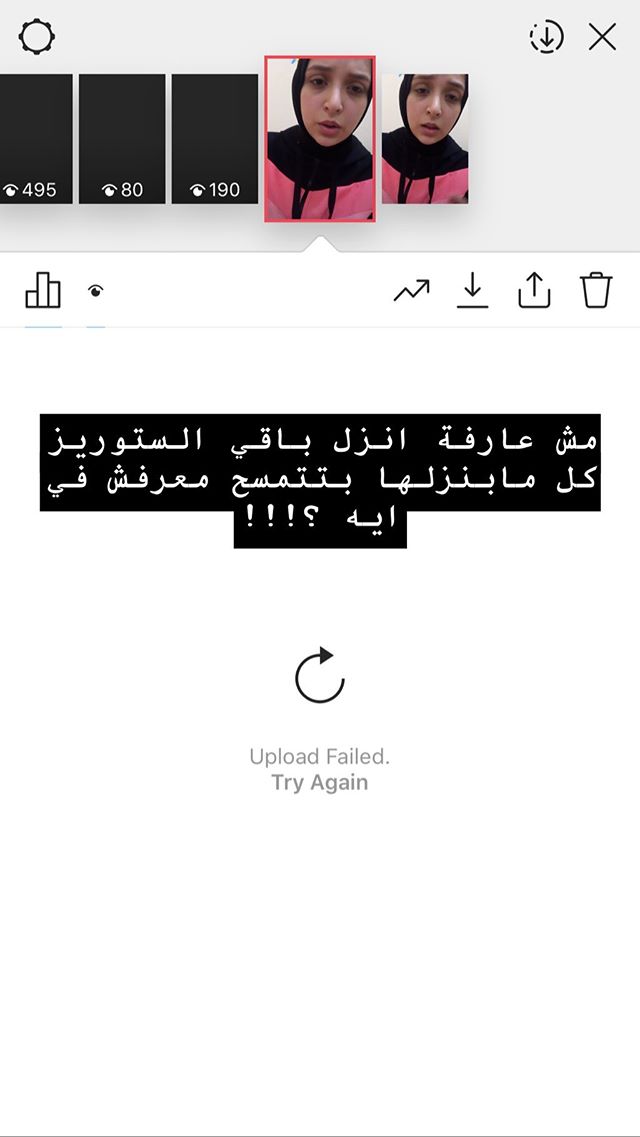 495
80
190
مش عارفة انزل باقي الستوريز
كل مابنزلها بتتمسح معرفش في
ايه ؟!!!
Upload Failed.
Try Again